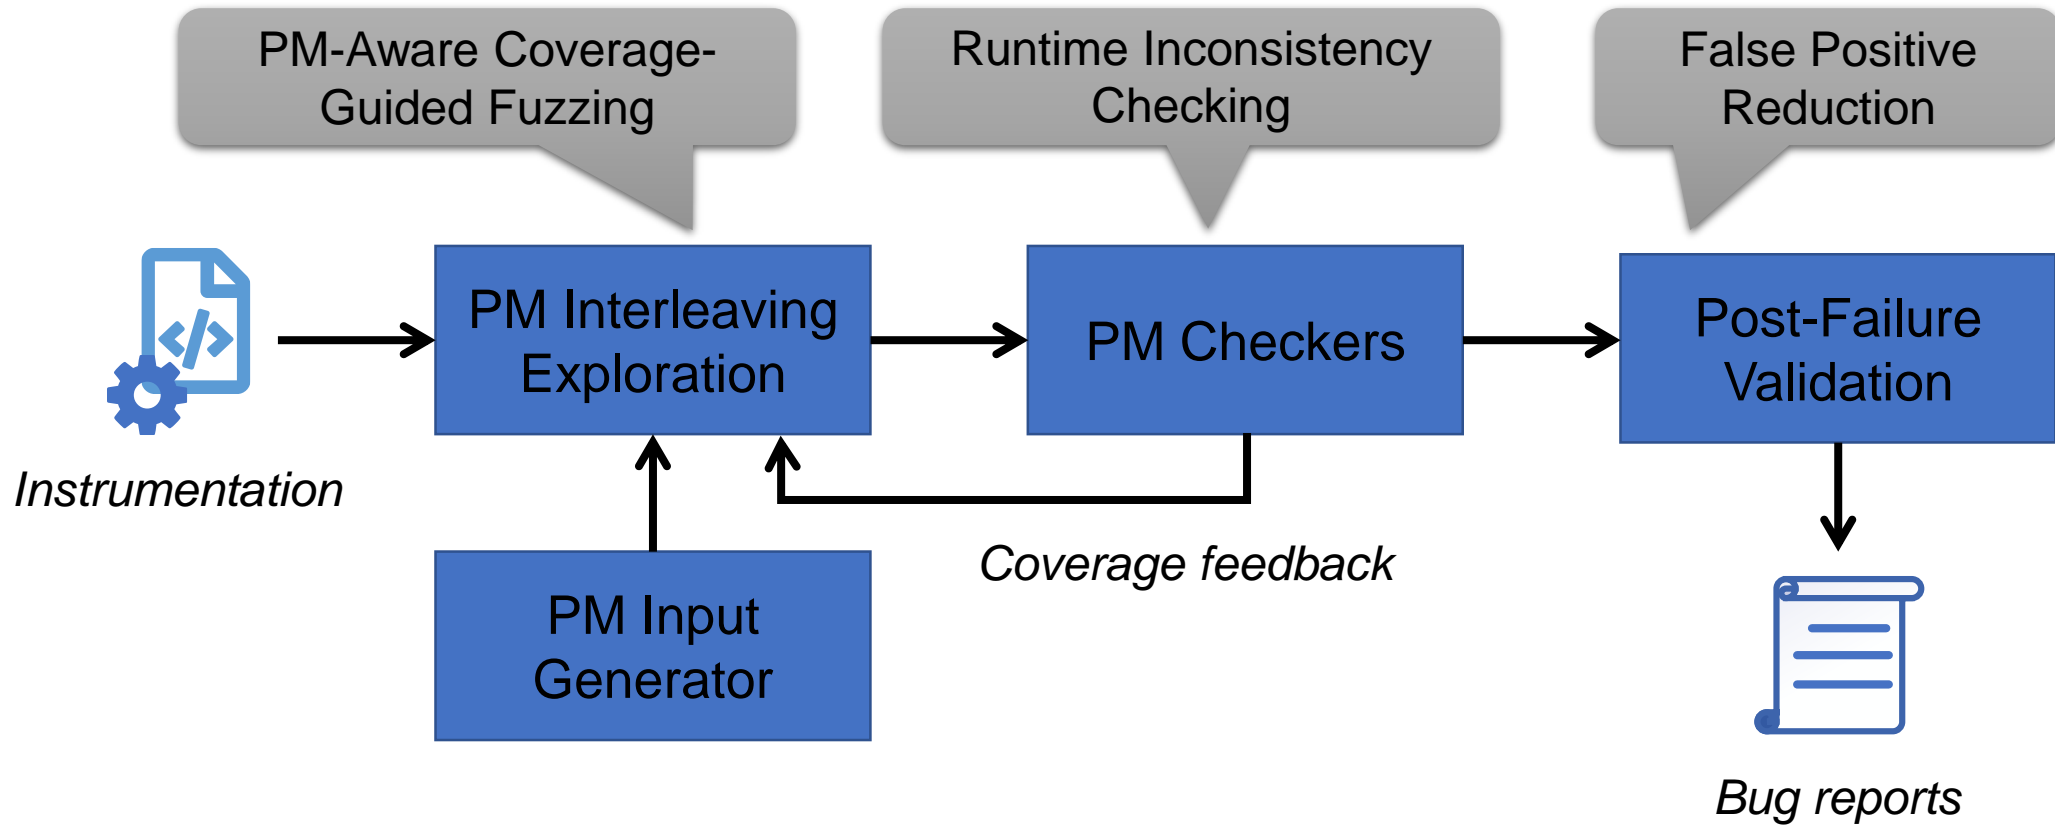 PM-Aware Coverage-
Guided Fuzzing
Runtime Inconsistency
Checking
False Positive
Reduction
</>
Instrumentation
PM Interleaving
Exploration
PM Checkers
Post-Failure
Validation
Coverage feedback
PM Input
Generator
Bug reports